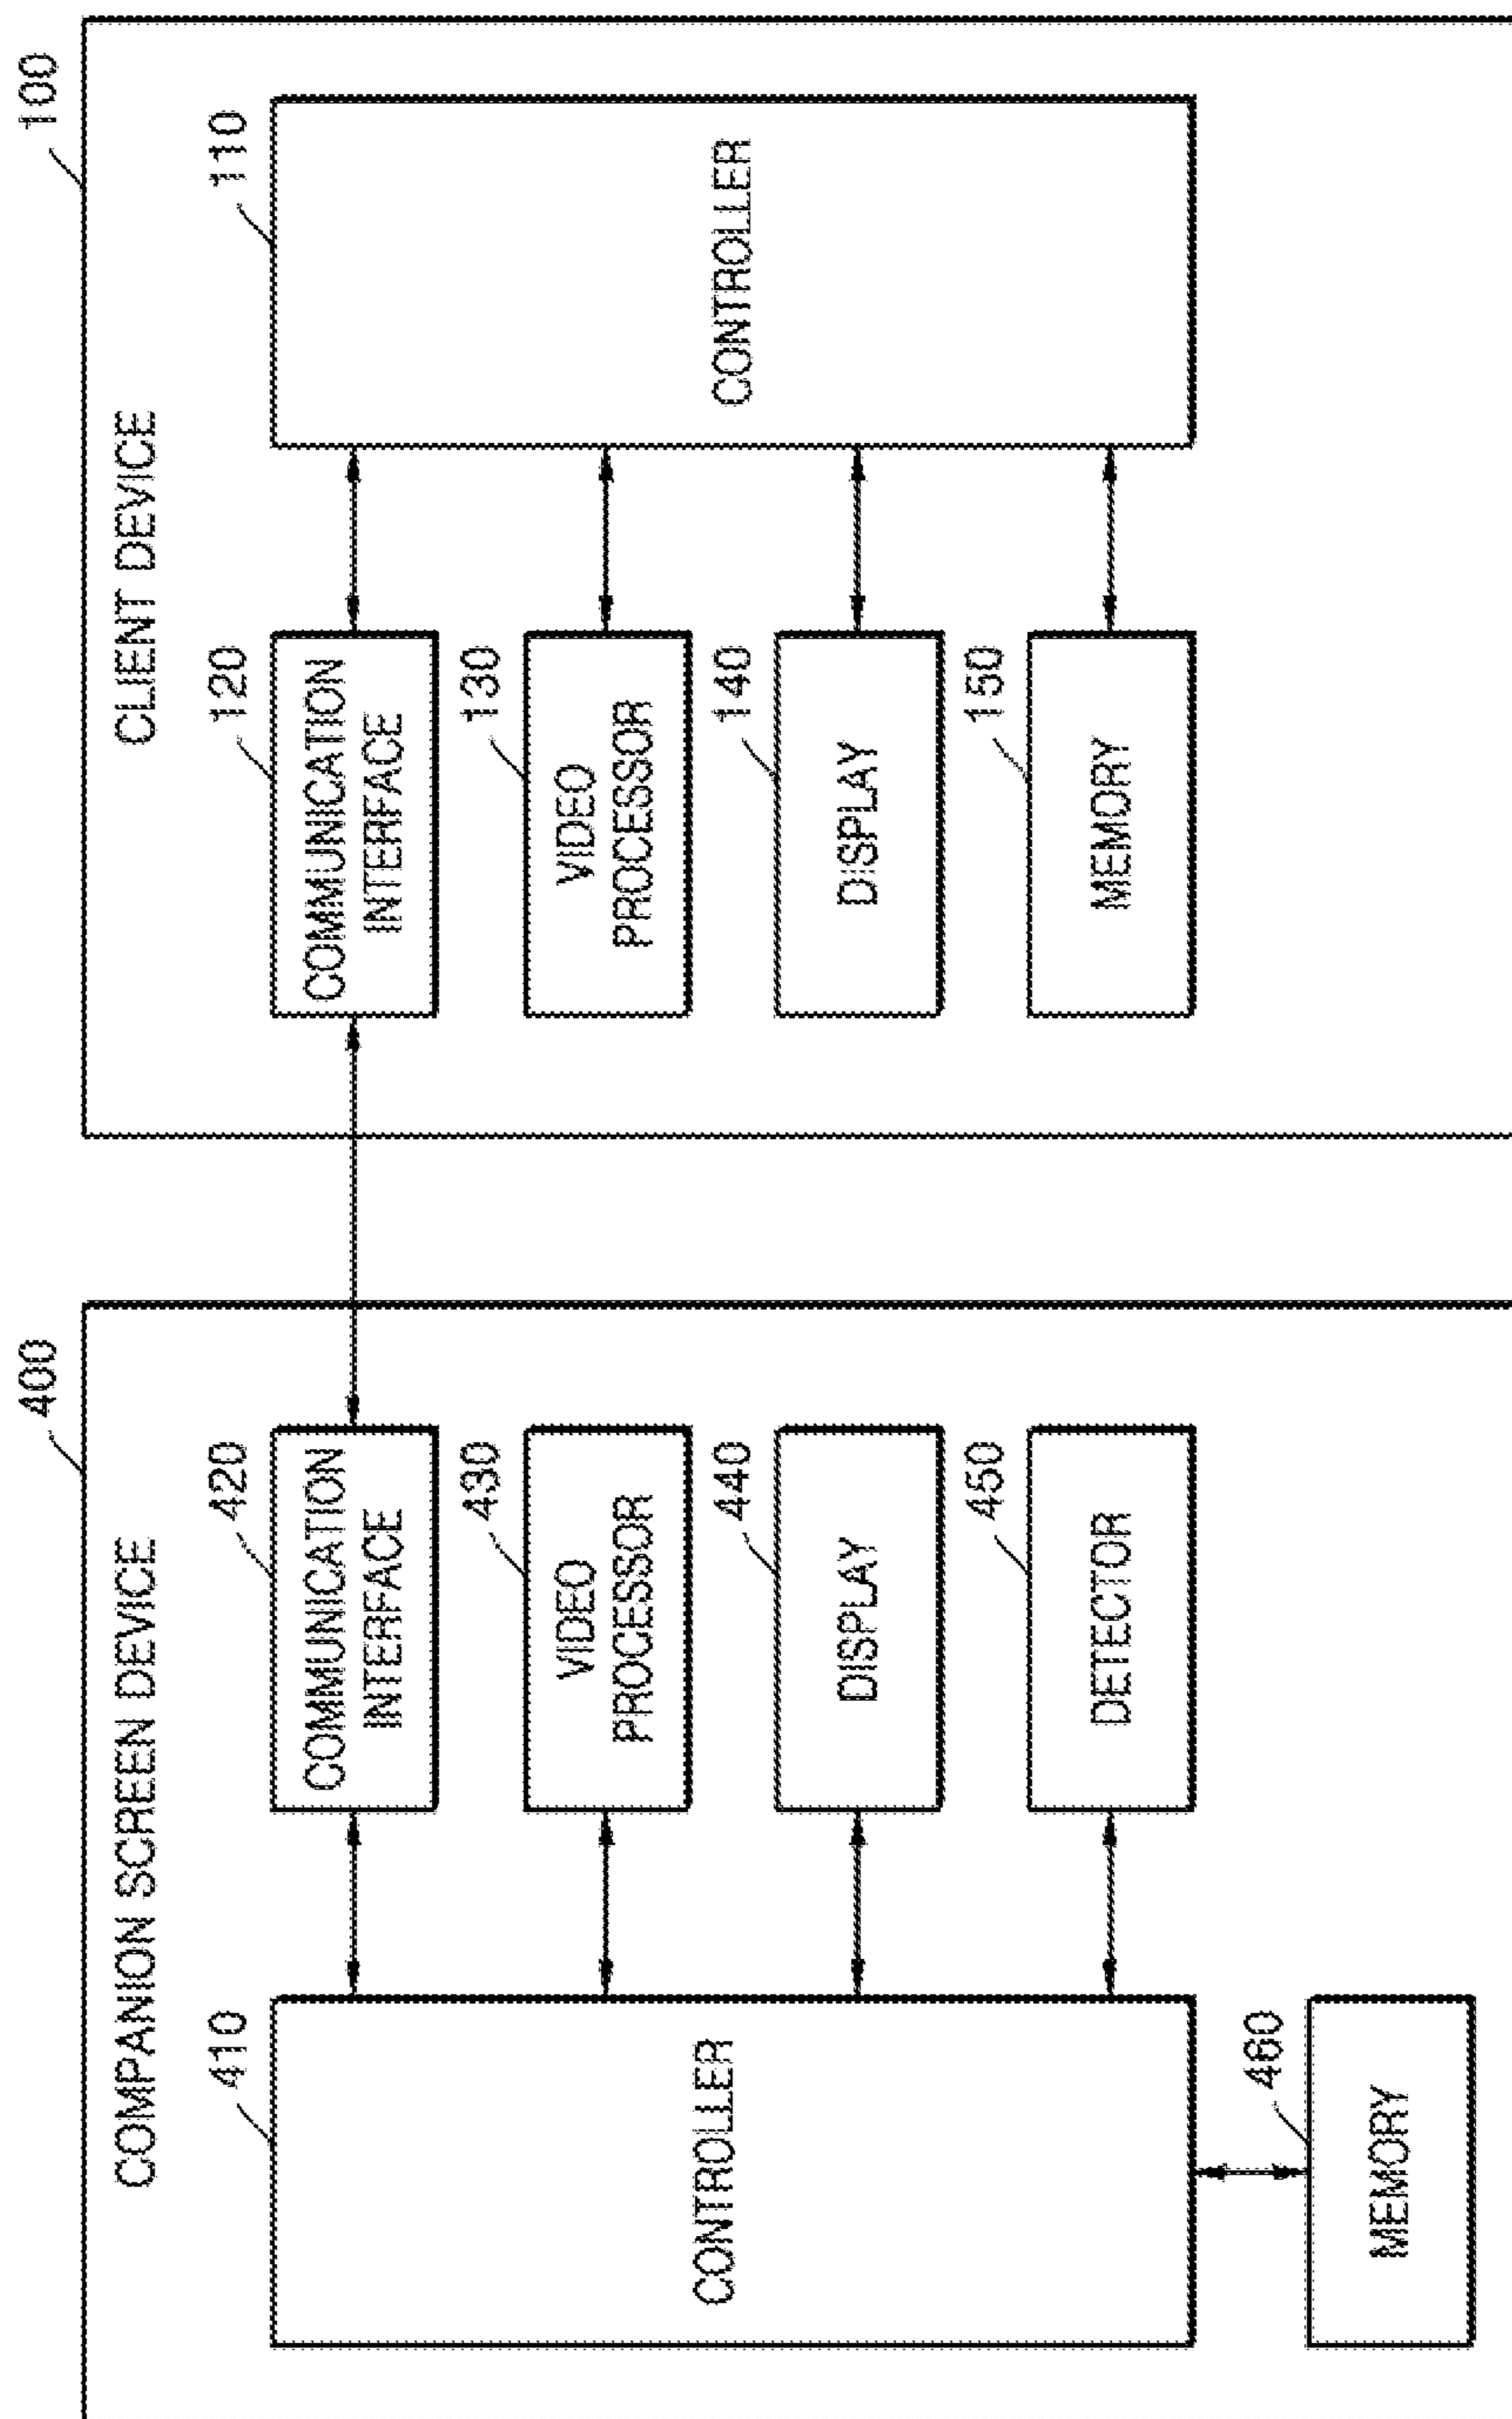 400
COMPANION SCREEN DEVICE
410
CONTROLLER
420
COMMUNICATION
INTERFACE
430
VIDEO
PROCESSOR
440
DISPLAY
450
DETECTOR
460
MEMORY
100
CLIENT DEVICE
120
COMMUNICATION
INTERFACE
130
VIDEO
PROCESSOR
140
DISPLAY
150
MEMORY
110
CONTROLLER